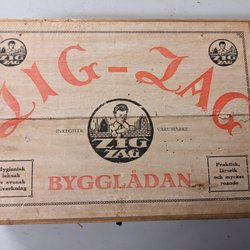 ZIG-ZAG
ZIG
ZAG
ZIG
ZAG
INREGISTR.
VARUMÄRKE
ZIG
ZAG
BYGGLÅDAN
Hygienisk
leksak
av svensk
tillverkning
Praktisk,
lärorik
och mycket
roande